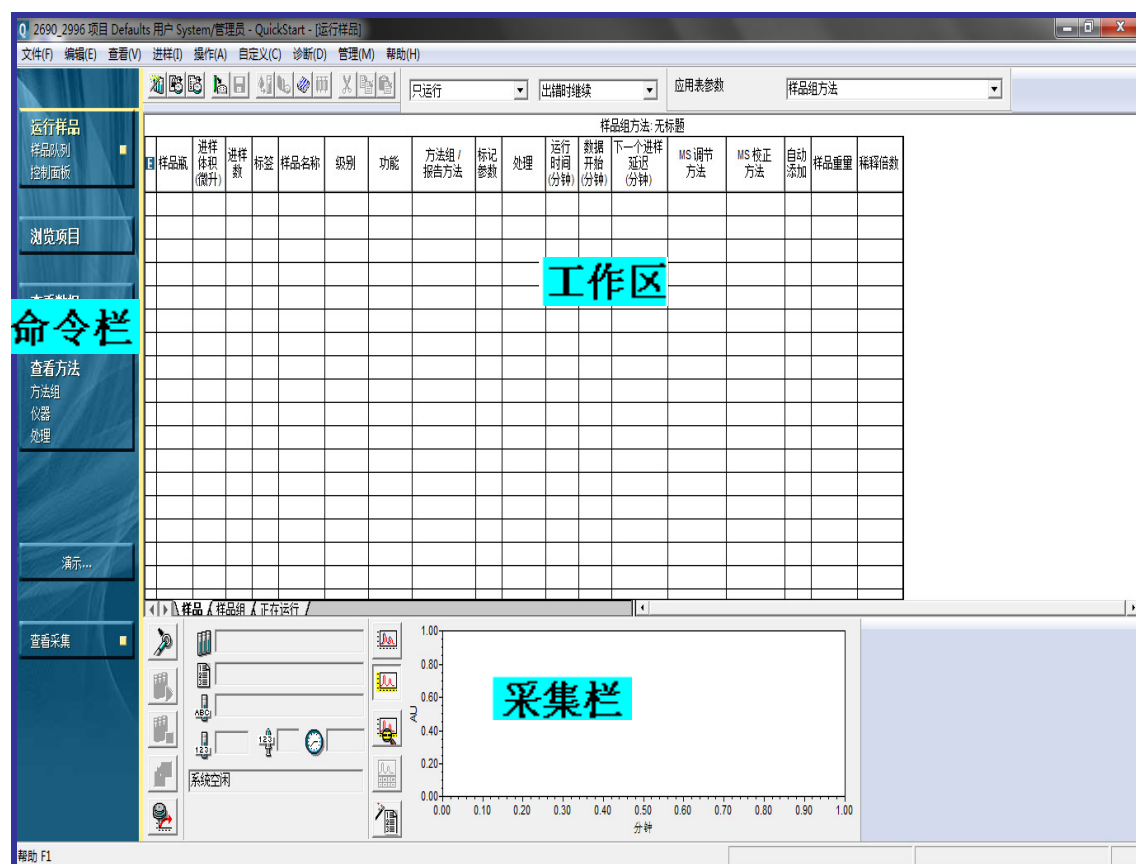 2690_2996 项目 Defaults 用户 System/管理员 - QuickStart - [运行样品]
文件(F) 编辑(E) 查看(V) 进样(I) 操作(A) 自定义(C) 诊断(D) 管理(M) 帮助(H)
只运行 出错时继续 应用表参数 样品组方法
运行样品
样品队列
控制面板
浏览项目
命令栏
查看方法
方法组
仪器
处理
演示...
查看采集
样品组方法: 无标题
样品瓶 进样体积(微升) 进样数 标签 样品名称 级别 功能 方法组 / 报告方法 标记参数 处理 运行时间(分钟) 数据开始(分钟) 下一个进样延迟(分钟) MS 调节方法 MS 校正方法 自动添加 样品重量 稀释倍数
工作区
样品 样品组 正在运行
系统空闲
采集栏
AU
1.00
0.80
0.60
0.40
0.20
0.00
0.00 0.10 0.20 0.30 0.40 0.50 0.60 0.70 0.80 0.90 1.00
分钟
帮助 F1